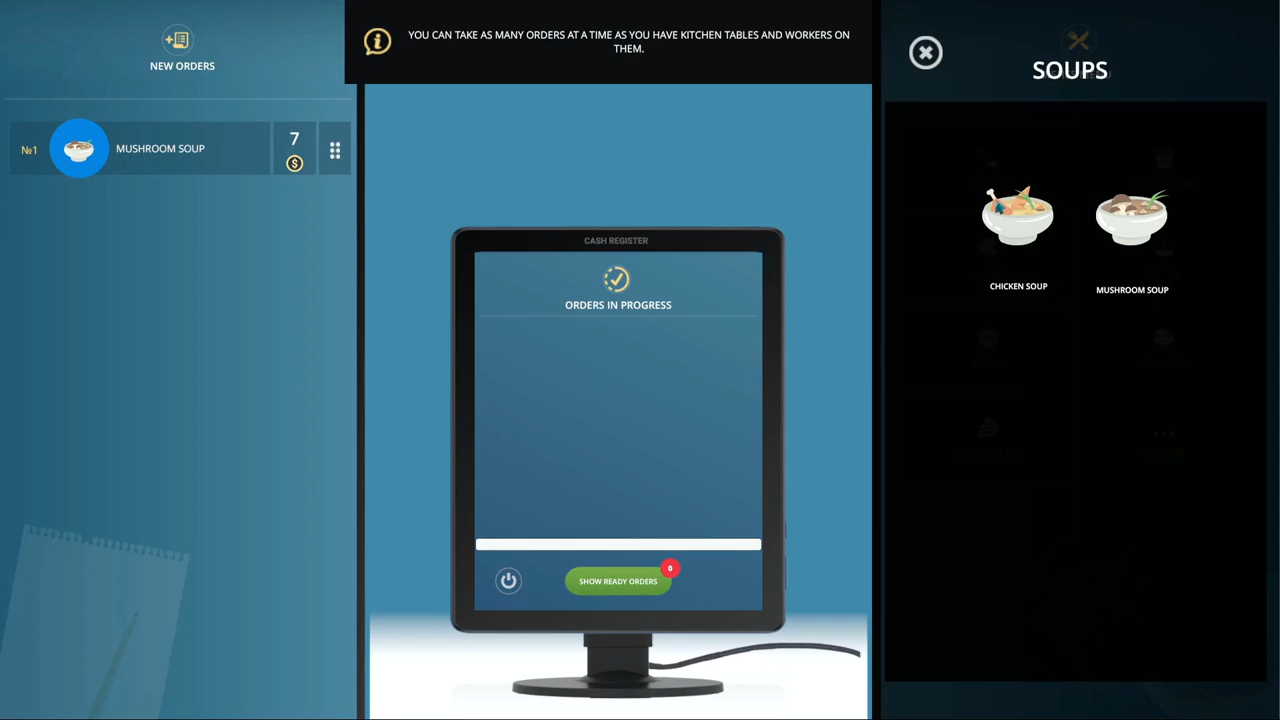 NEW ORDERS
№1
MUSHROOM SOUP
7
YOU CAN TAKE AS MANY ORDERS AT A TIME AS YOU HAVE KITCHEN TABLES AND WORKERS ON
THEM.
CASH REGISTER
ORDERS IN PROGRESS
SHOW READY ORDERS
0
SOUPS
CHICKEN SOUP
MUSHROOM SOUP